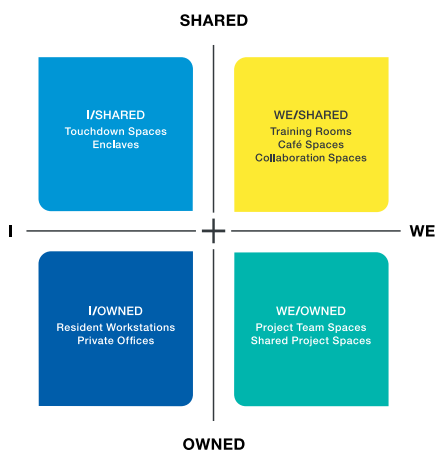 SHARED
I/SHARED
Touchdown Spaces
Enclaves
WE/SHARED
Training Rooms
Café Spaces
Collaboration Spaces
I
WE
I/OWNED
Resident Workstations
Private Offices
WE/OWNED
Project Team Spaces
Shared Project Spaces
OWNED